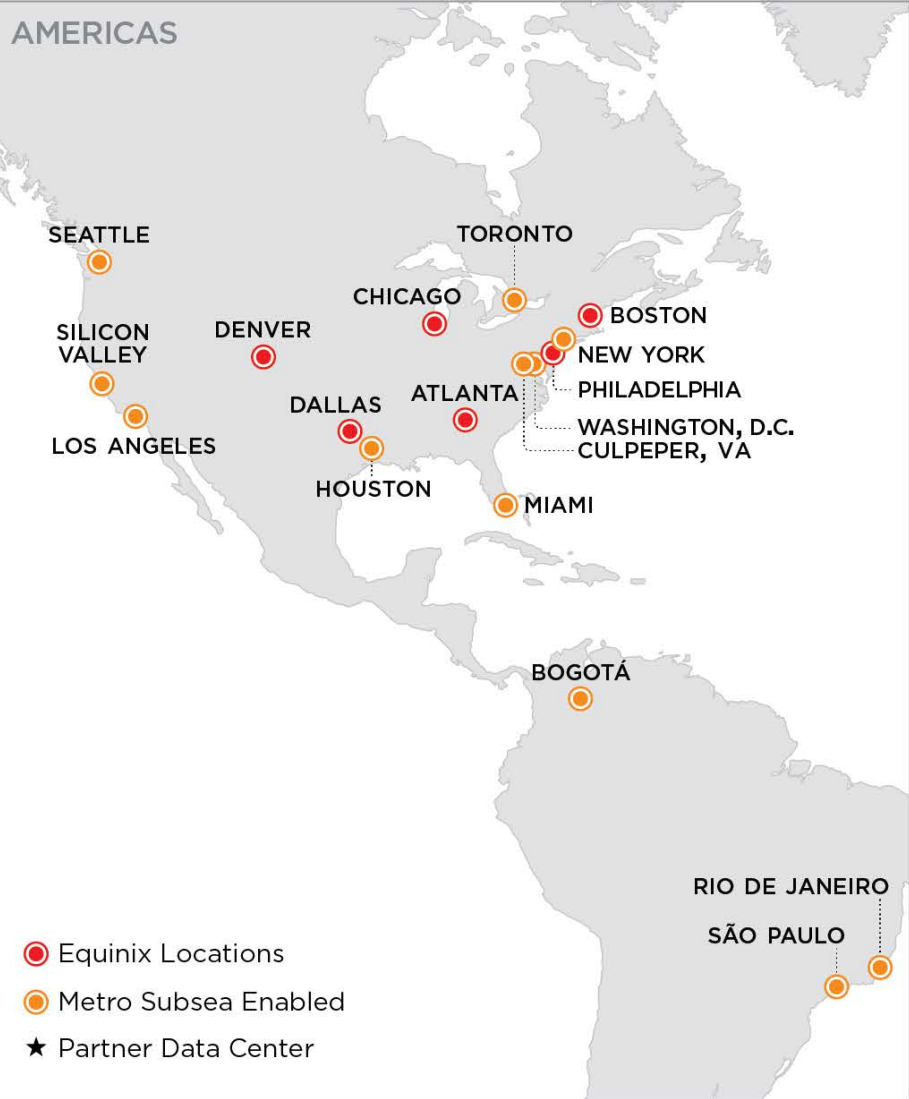 AMERICAS
SEATTLE
TORONTO
CHICAGO
BOSTON
SILICON
VALLEY
DENVER
NEW YORK
PHILADELPHIA
DALLAS
ATLANTA
WASHINGTON, D.C.
LOS ANGELES
CULPEPER, VA
HOUSTON
MIAMI
BOGOTÁ
RIO DE JANEIRO
SÃO PAULO
Equinix Locations
Metro Subsea Enabled
Partner Data Center